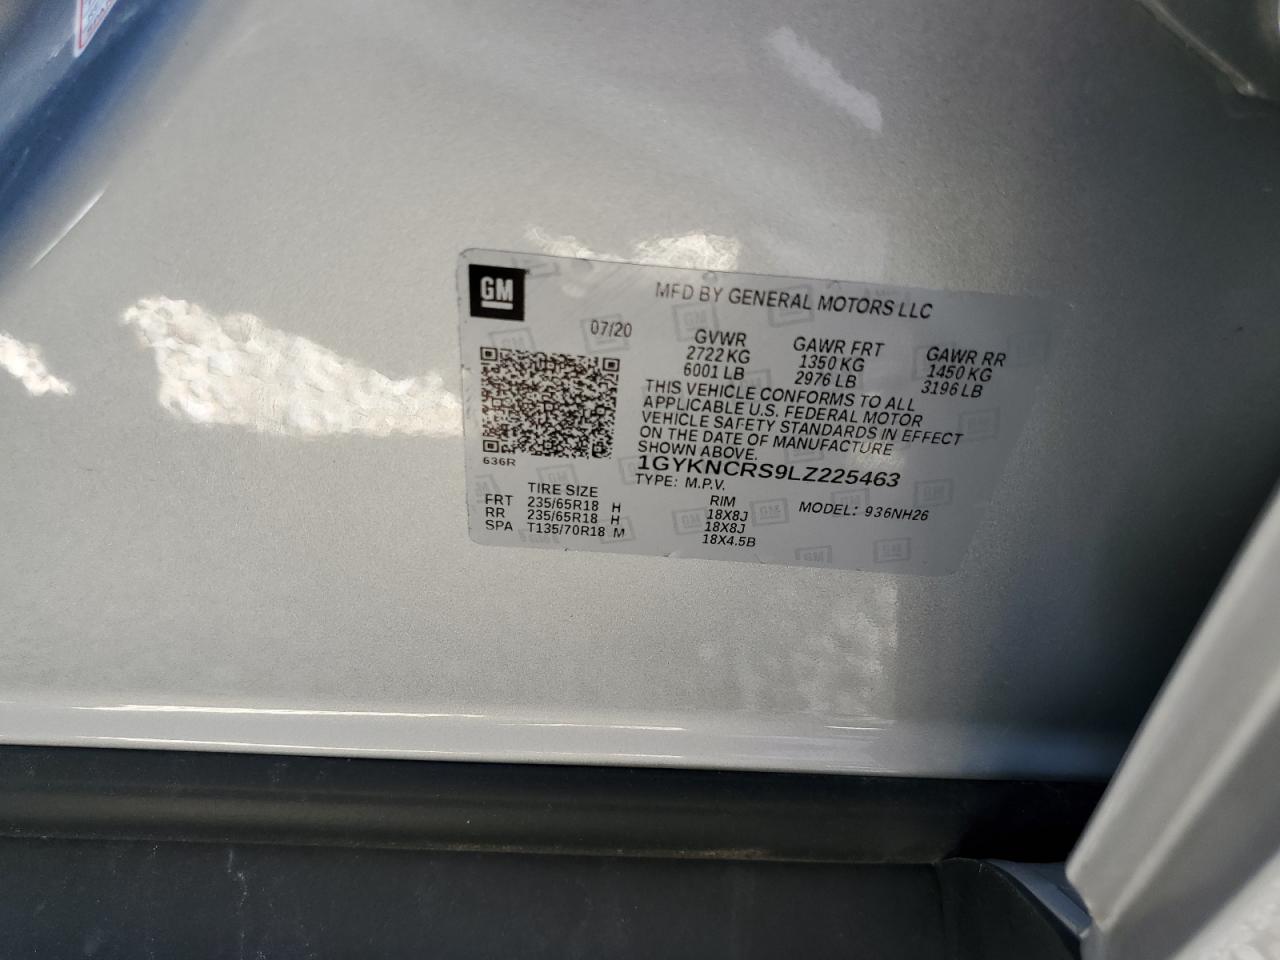 GM
MFD BY GENERAL MOTORS LLC
07/20
GVWR GAWR FRT GAWR RR
2722 KG 1350 KG 1450 KG
6001 LB 2976 LB 3196 LB
THIS VEHICLE CONFORMS TO ALL
APPLICABLE U.S. FEDERAL MOTOR
VEHICLE SAFETY STANDARDS IN EFFECT
ON THE DATE OF MANUFACTURE
SHOWN ABOVE.
636R
1GYKNCRS9LZ225463
TYPE: M.P.V.
TIRE SIZE RIM MODEL: 936NH26
FRT 235/65R18 H 18X8J
RR 235/65R18 H 18X8J
SPA T135/70R18 M 18X4.5B